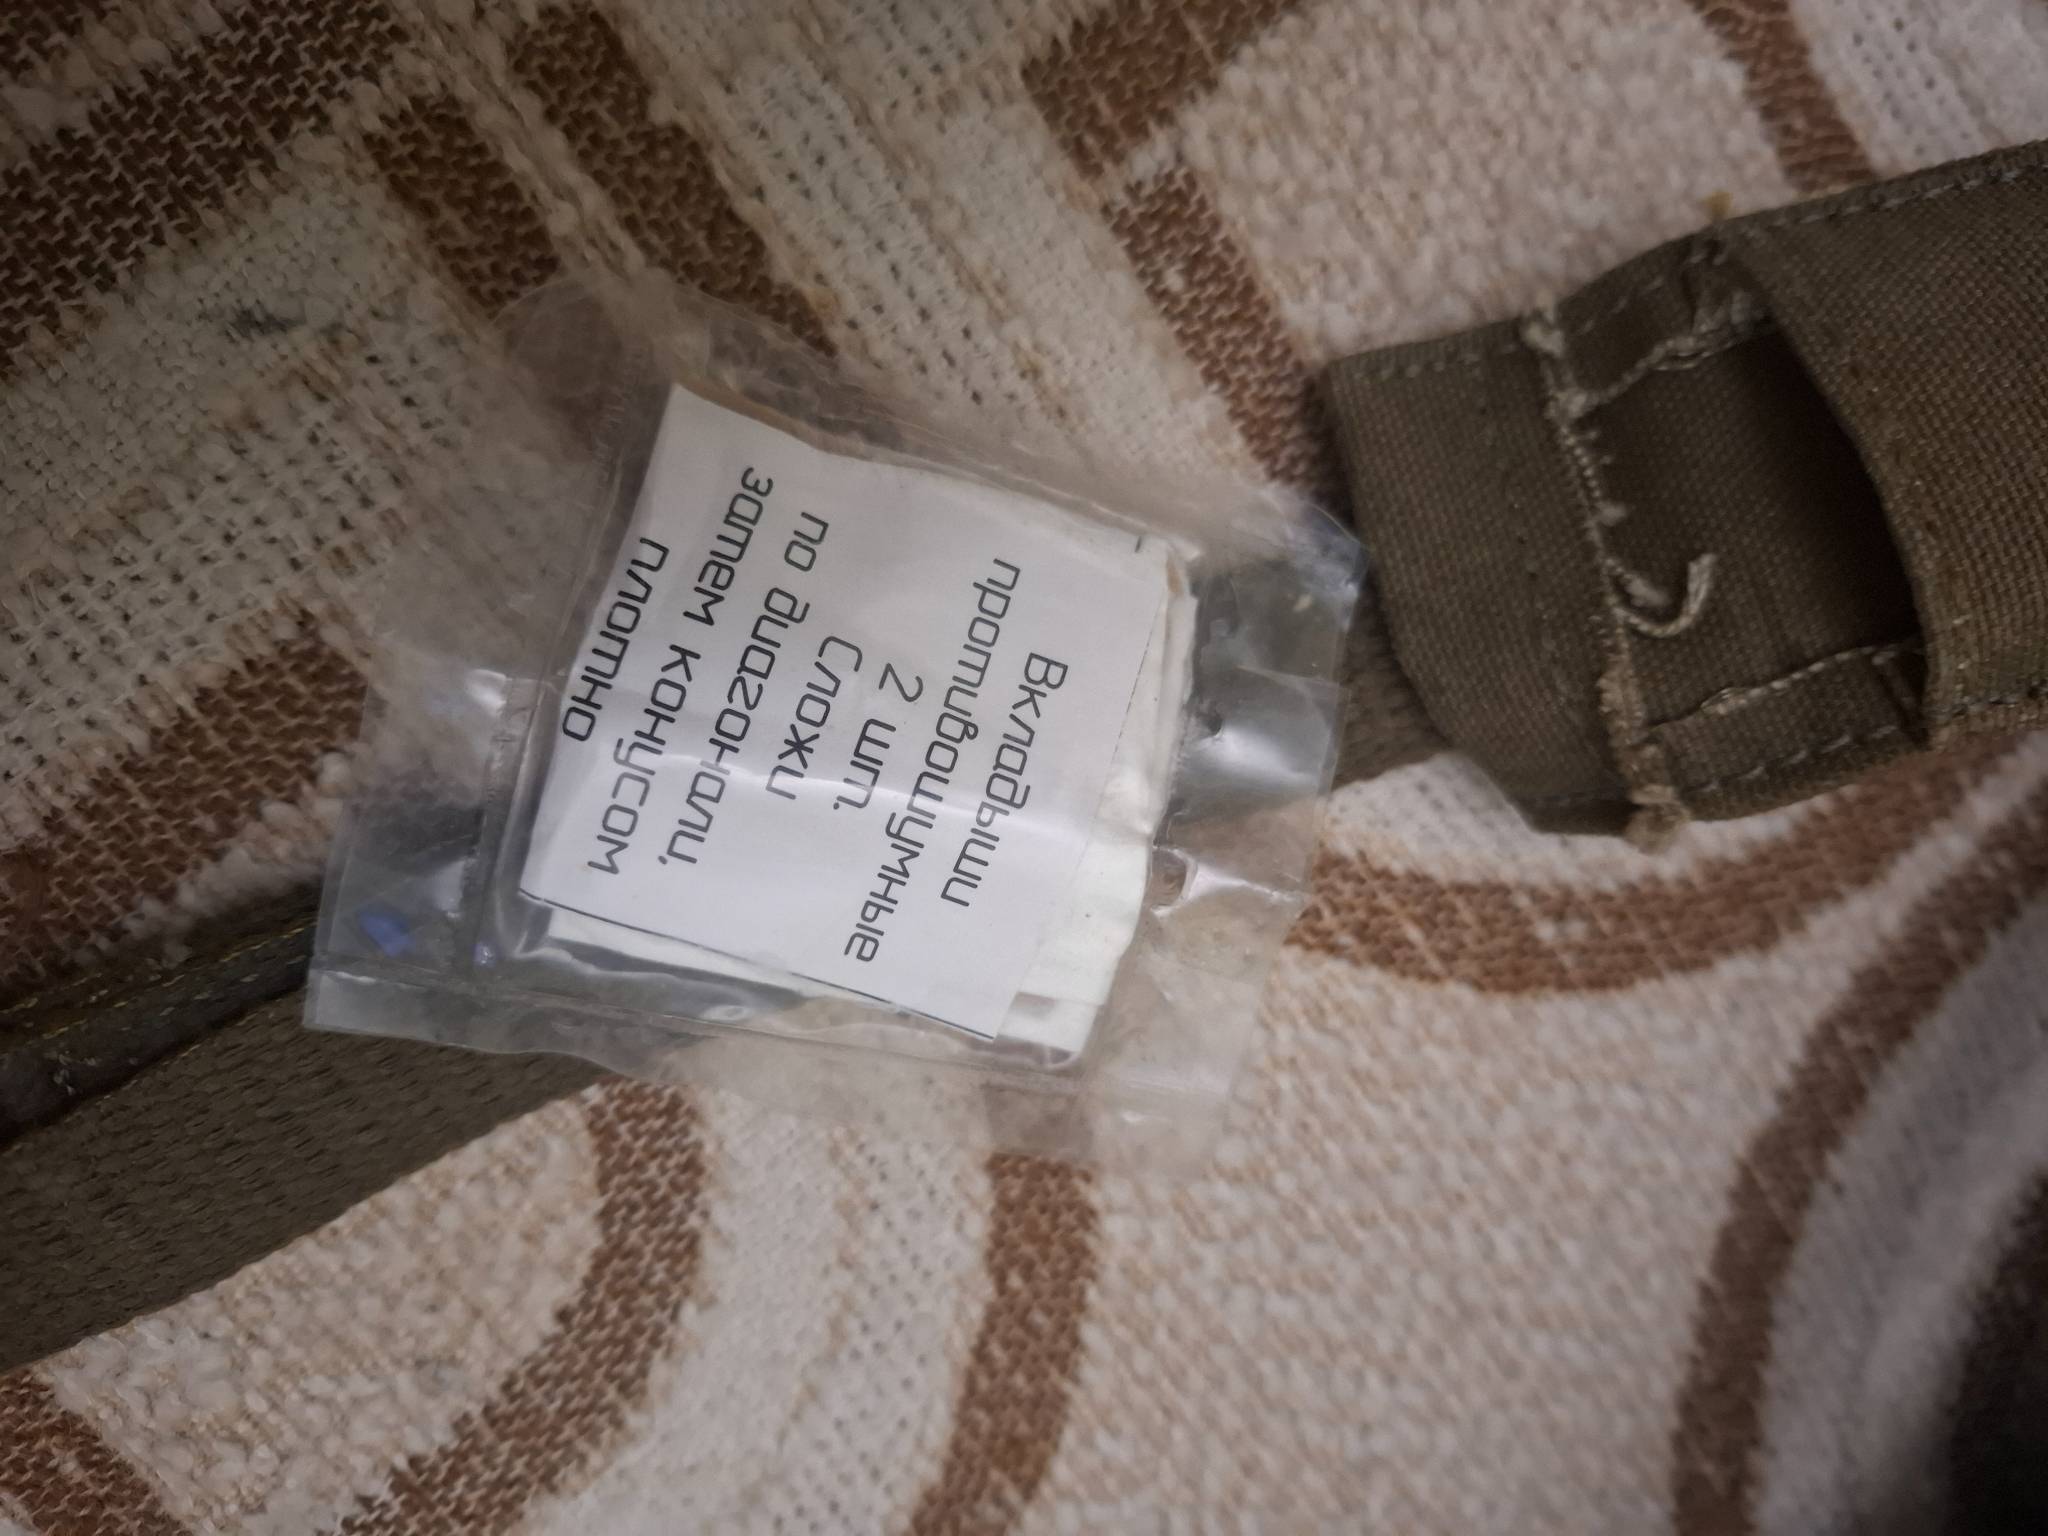 Вкладыши
противошумные
2 шт.
Сложи
по диагонали,
затем конусом
плотно